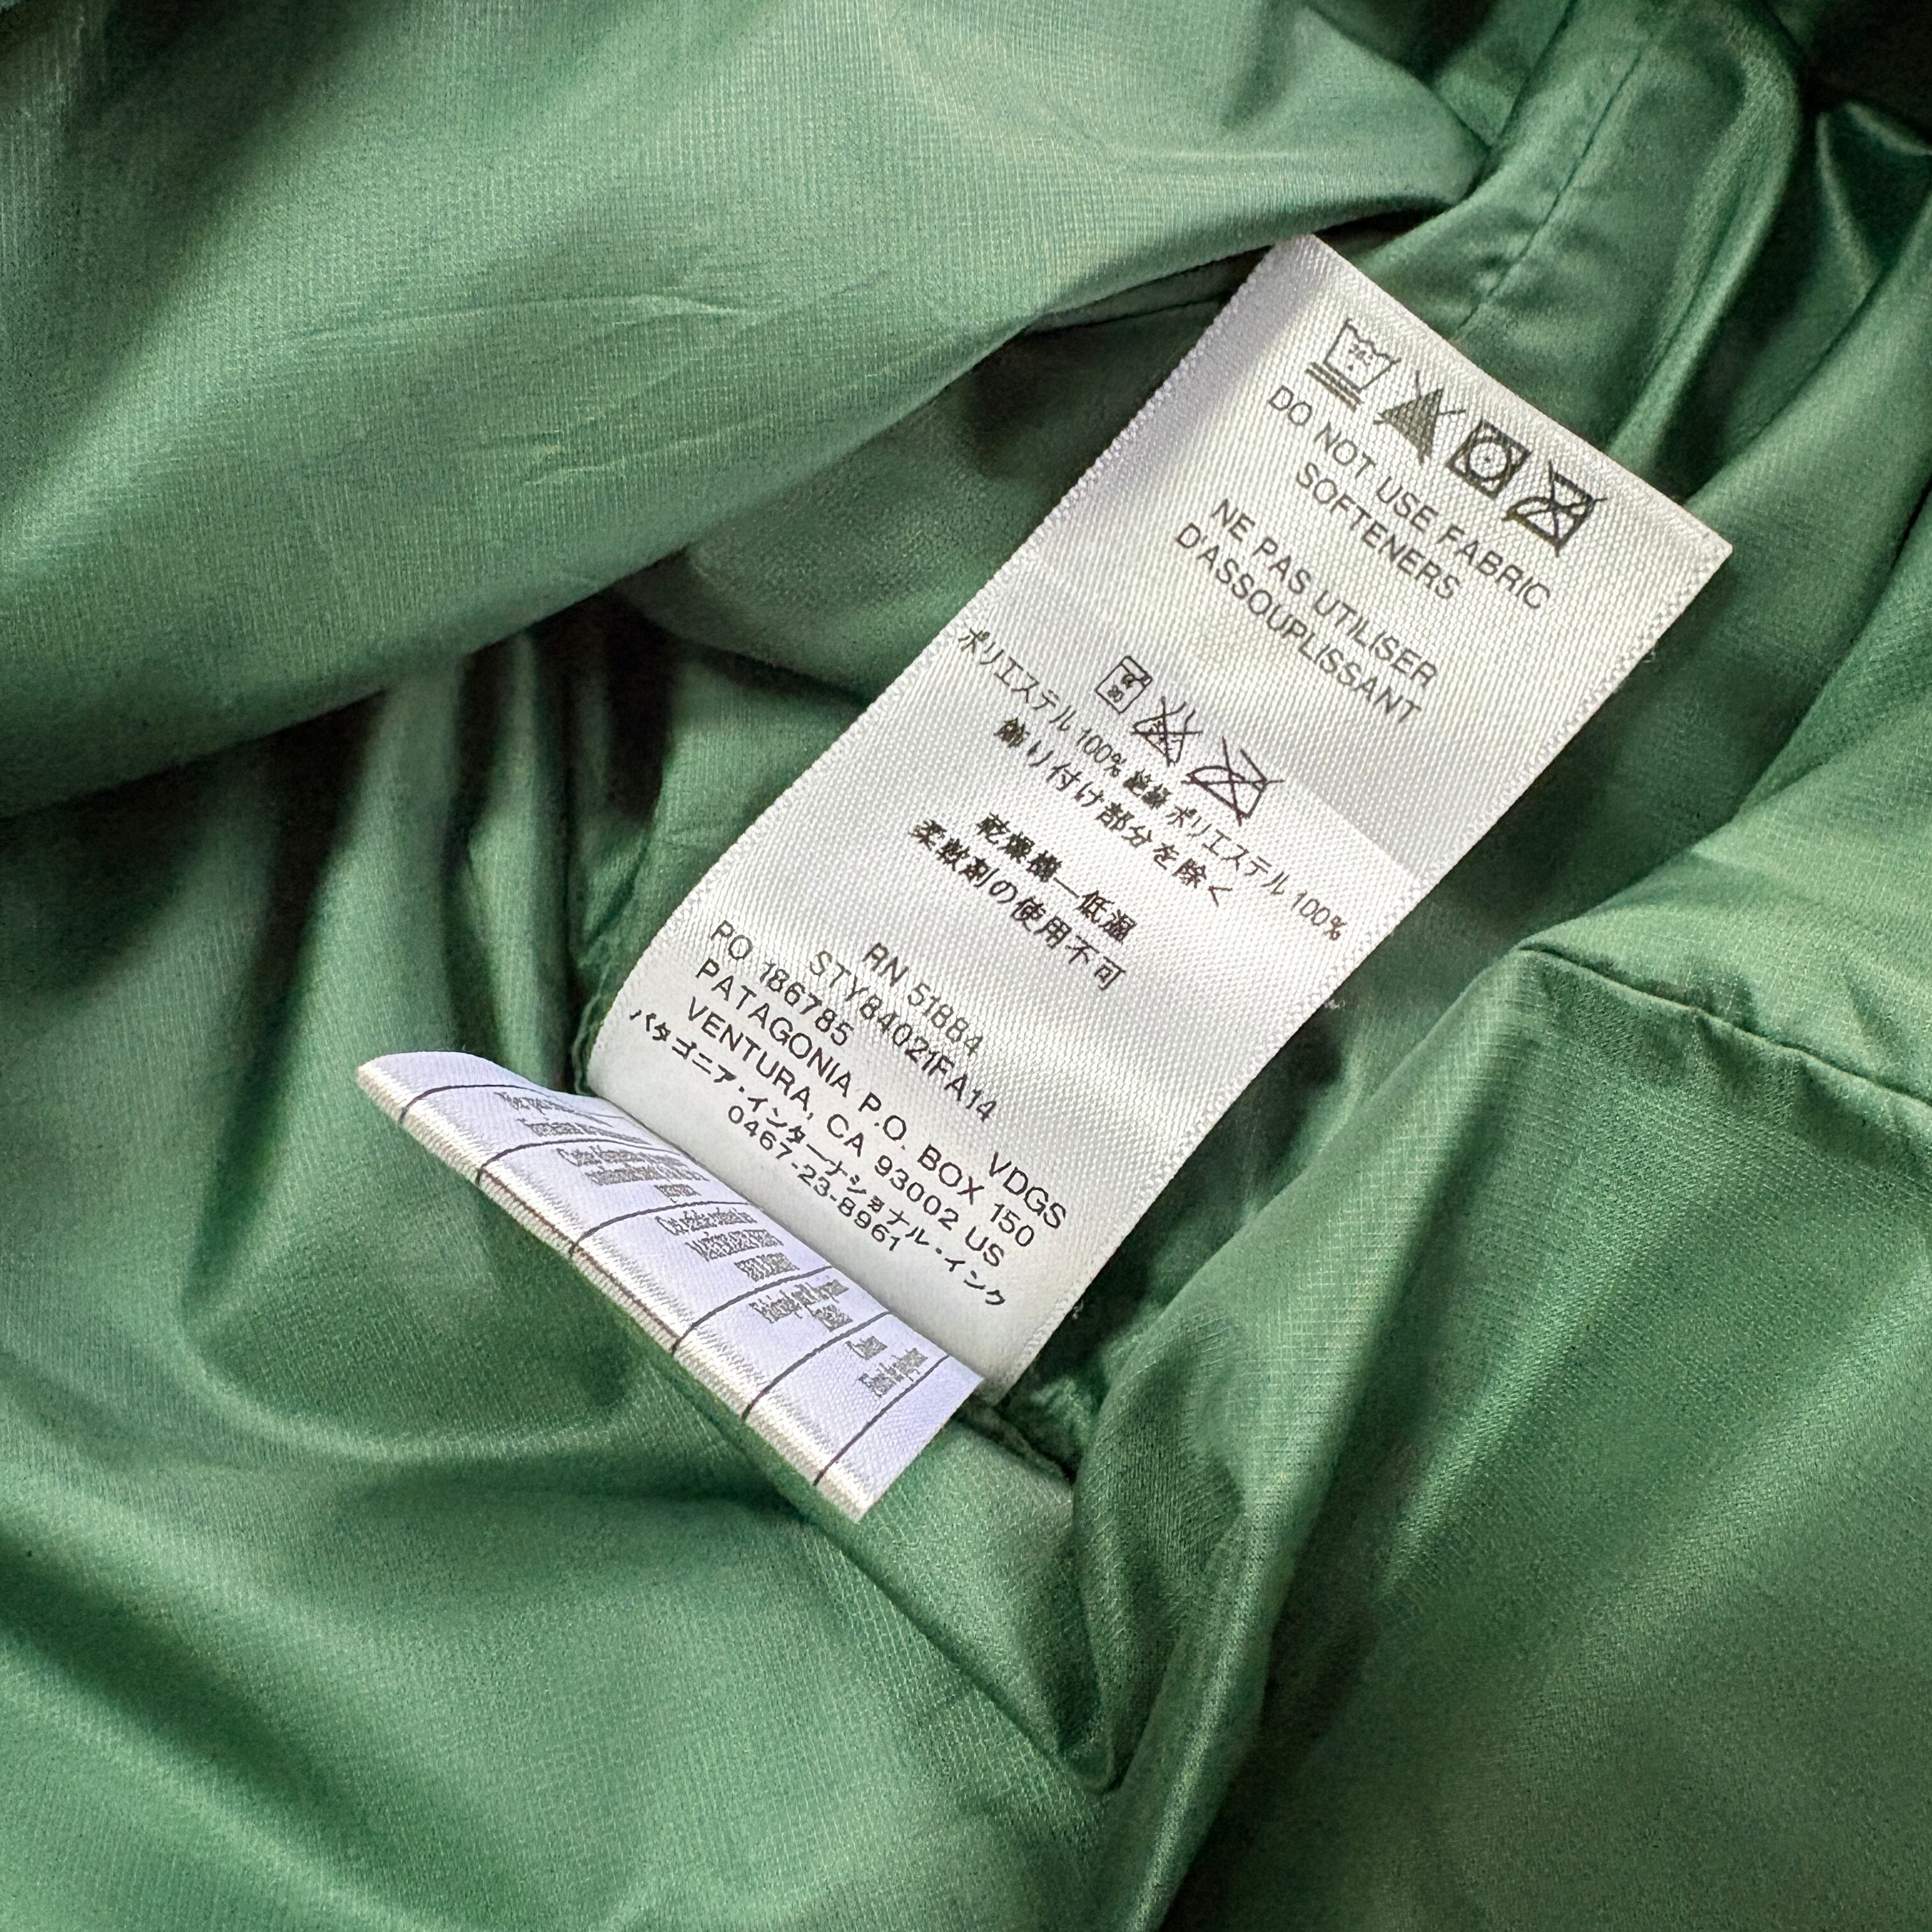 DO NOT USE FABRIC
SOFTENERS
NE PAS UTILISER
D'ASSOUPLISSANT
ポリエステル 100% 絶縁 ポリエステル 100%
飾り付け部分を除く
乾燥機—低温
柔軟剤の使用不可
RN 51884
STY84021FA14
PO 186785 VDGS
PATAGONIA P.O. BOX 150
VENTURA, CA 93002 US
パタゴニア・インターナショナル・インク
0467-23-8961